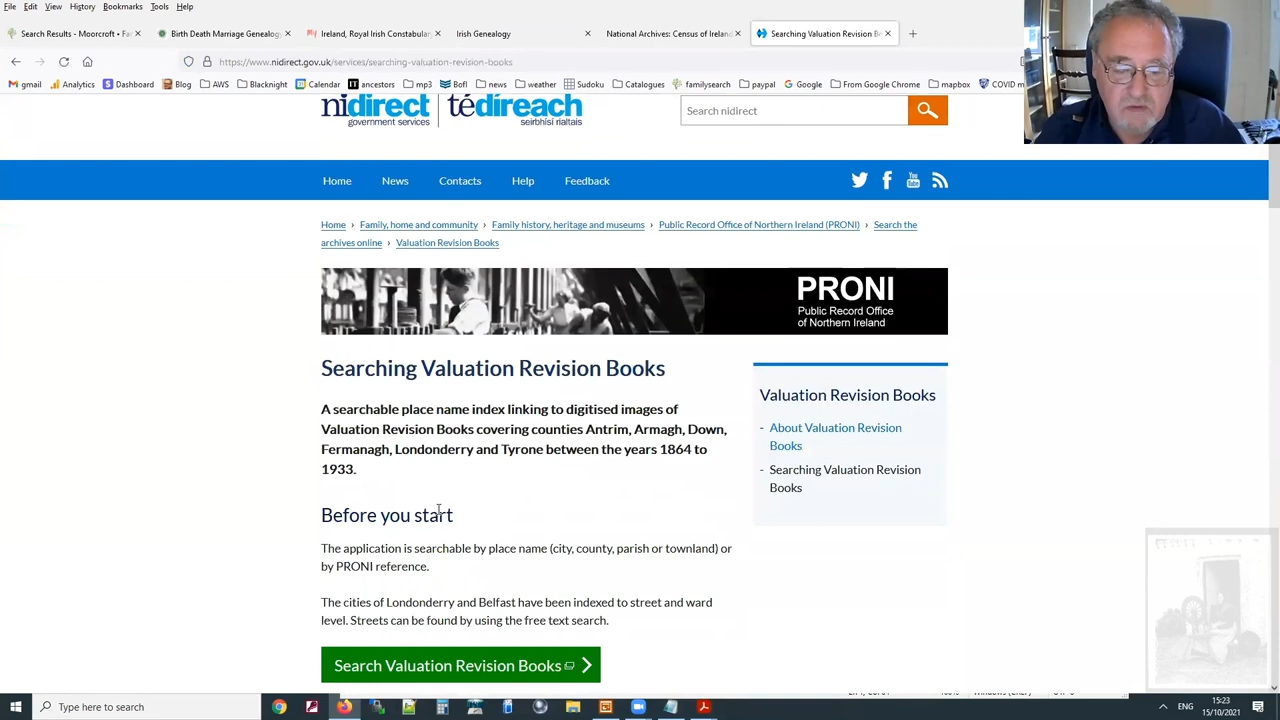 File Edit View History Bookmarks Tools Help
Search Results - Moorcroft • Fa
Birth Death Marriage Genealogy
Ireland, Royal Irish Constabular
Irish Genealogy
National Archives: Census of Ireland
Searching Valuation Revision Bo
https://www.nidirect.gov.uk/services/searching-valuation-revision-books
gmail Analytics Dashboard Blog AWS Blacknight Calendar ancestors mp3 BofI news weather Sudoku Catalogues familysearch paypal Google From Google Chrome mapbox COVID m
nidirect
government services
tédíreach
seirbhísí rialtais
Search nidirect
Home News Contacts Help Feedback
You
Tube
Home › Family, home and community › Family history, heritage and museums › Public Record Office of Northern Ireland (PRONI) › Search the
archives online › Valuation Revision Books
PRONI
Public Record Office
of Northern Ireland
Searching Valuation Revision Books
A searchable place name index linking to digitised images of
Valuation Revision Books covering counties Antrim, Armagh, Down,
Fermanagh, Londonderry and Tyrone between the years 1864 to
1933.
Before you start
The application is searchable by place name (city, county, parish or townland) or
by PRONI reference.
The cities of Londonderry and Belfast have been indexed to street and ward
level. Streets can be found by using the free text search.
Search Valuation Revision Books
Valuation Revision Books
- About Valuation Revision
Books
- Searching Valuation Revision
Books
Type here to search
ENG
15:23
15/10/2021